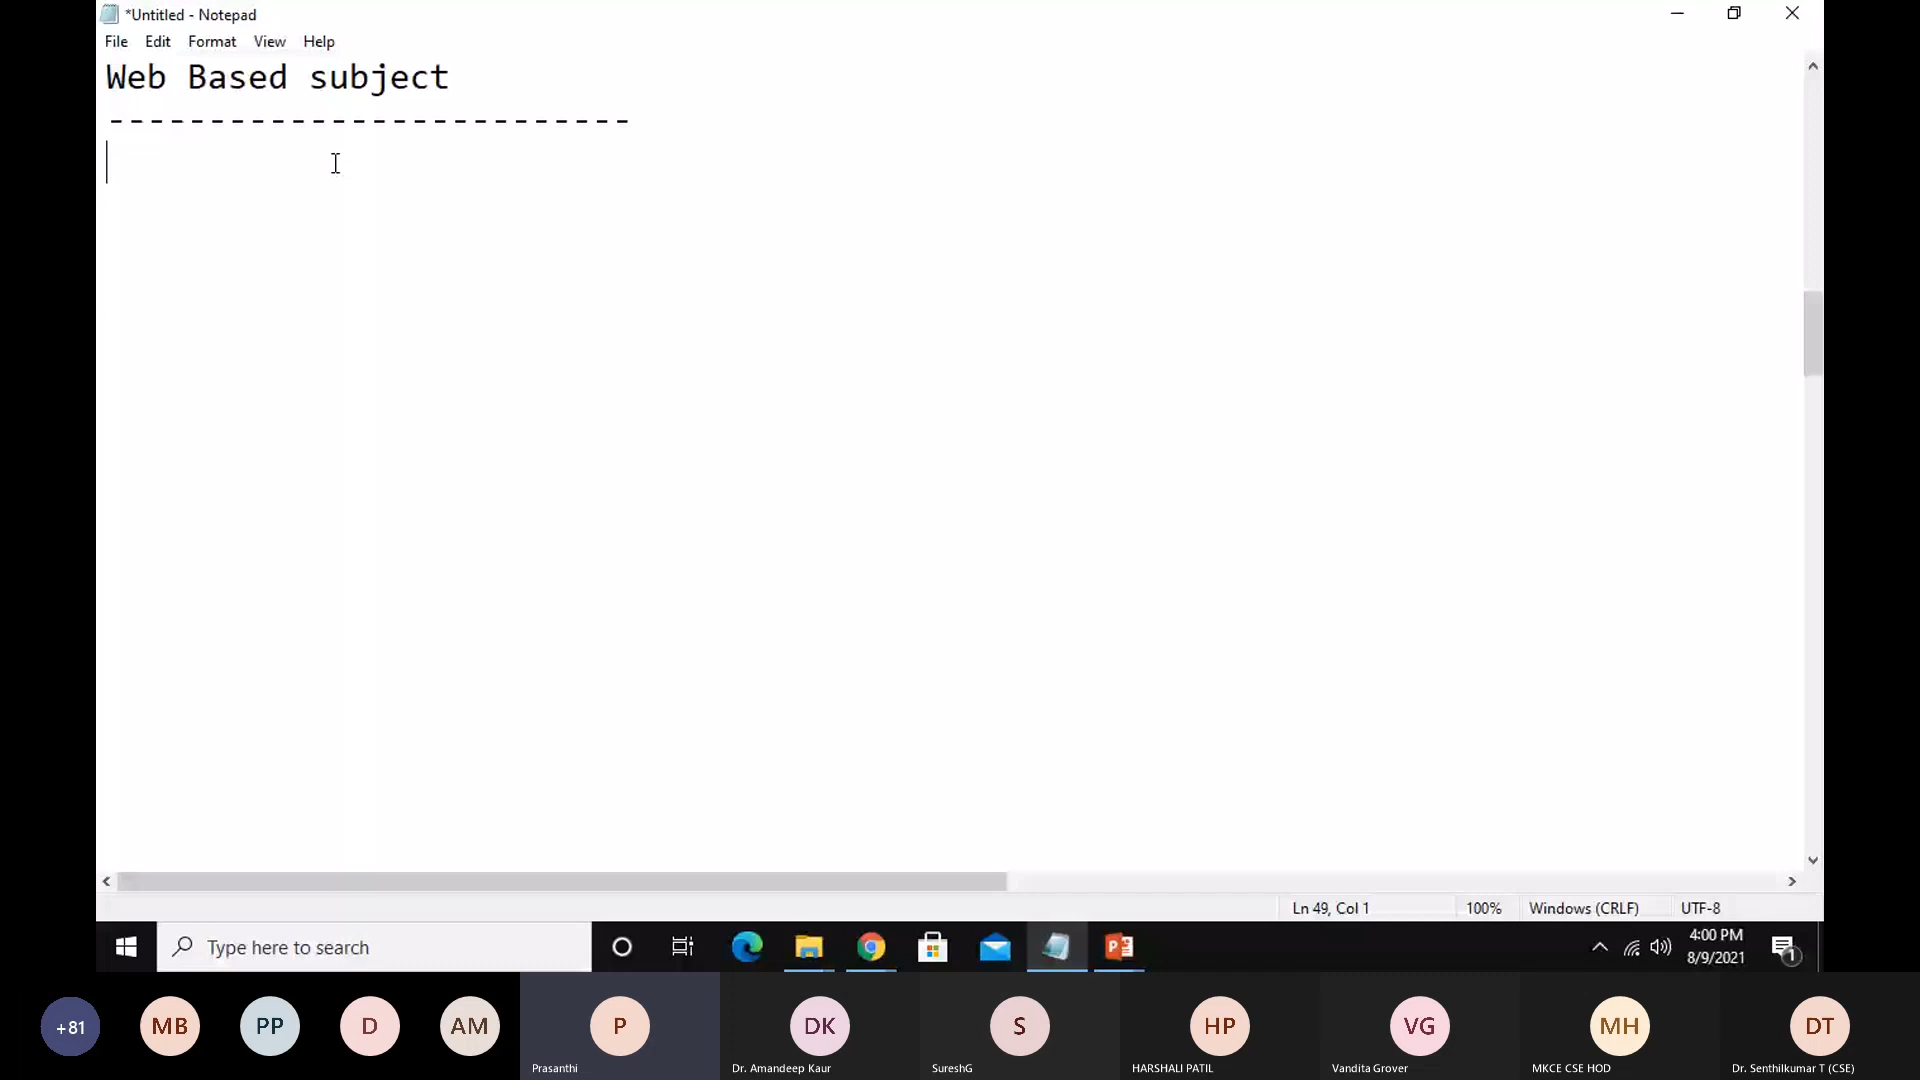 *Untitled - Notepad
File Edit Format View Help
Web Based subject
--------------------------
Ln 49, Col 1 100% Windows (CRLF) UTF-8
Type here to search
4:00 PM
8/9/2021
1
+81 MB PP D AM P DK S HP VG MH DT
Prasanthi Dr. Amandeep Kaur SureshG HARSHALI PATIL Vandita Grover MKCE CSE HOD Dr. Senthilkumar T (CSE)